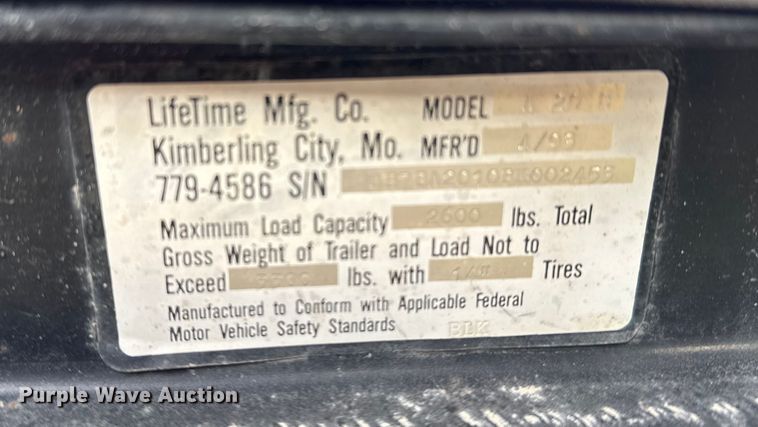 LifeTime Mfg. Co. MODEL
Kimberling City, Mo. MFR'D
779-4586 S/N
Maximum Load Capacity 2600 lbs. Total
Gross Weight of Trailer and Load Not to
Exceed lbs. with Tires
Manufactured to Conform with Applicable Federal
Motor Vehicle Safety Standards BLK
Purple Wave Auction